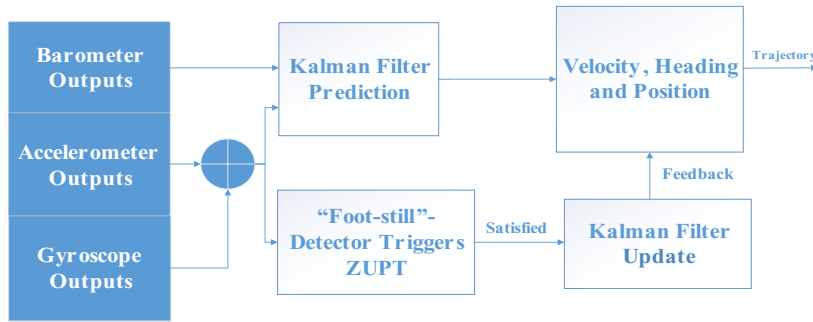 Barometer
Outputs
Accelerometer
Outputs
Gyroscope
Outputs
Kalman Filter
Prediction
"Foot-still"-
Detector Triggers
ZUPT
Satisfied
Velocity, Heading
and Position
Trajectory
Feedback
Kalman Filter
Update